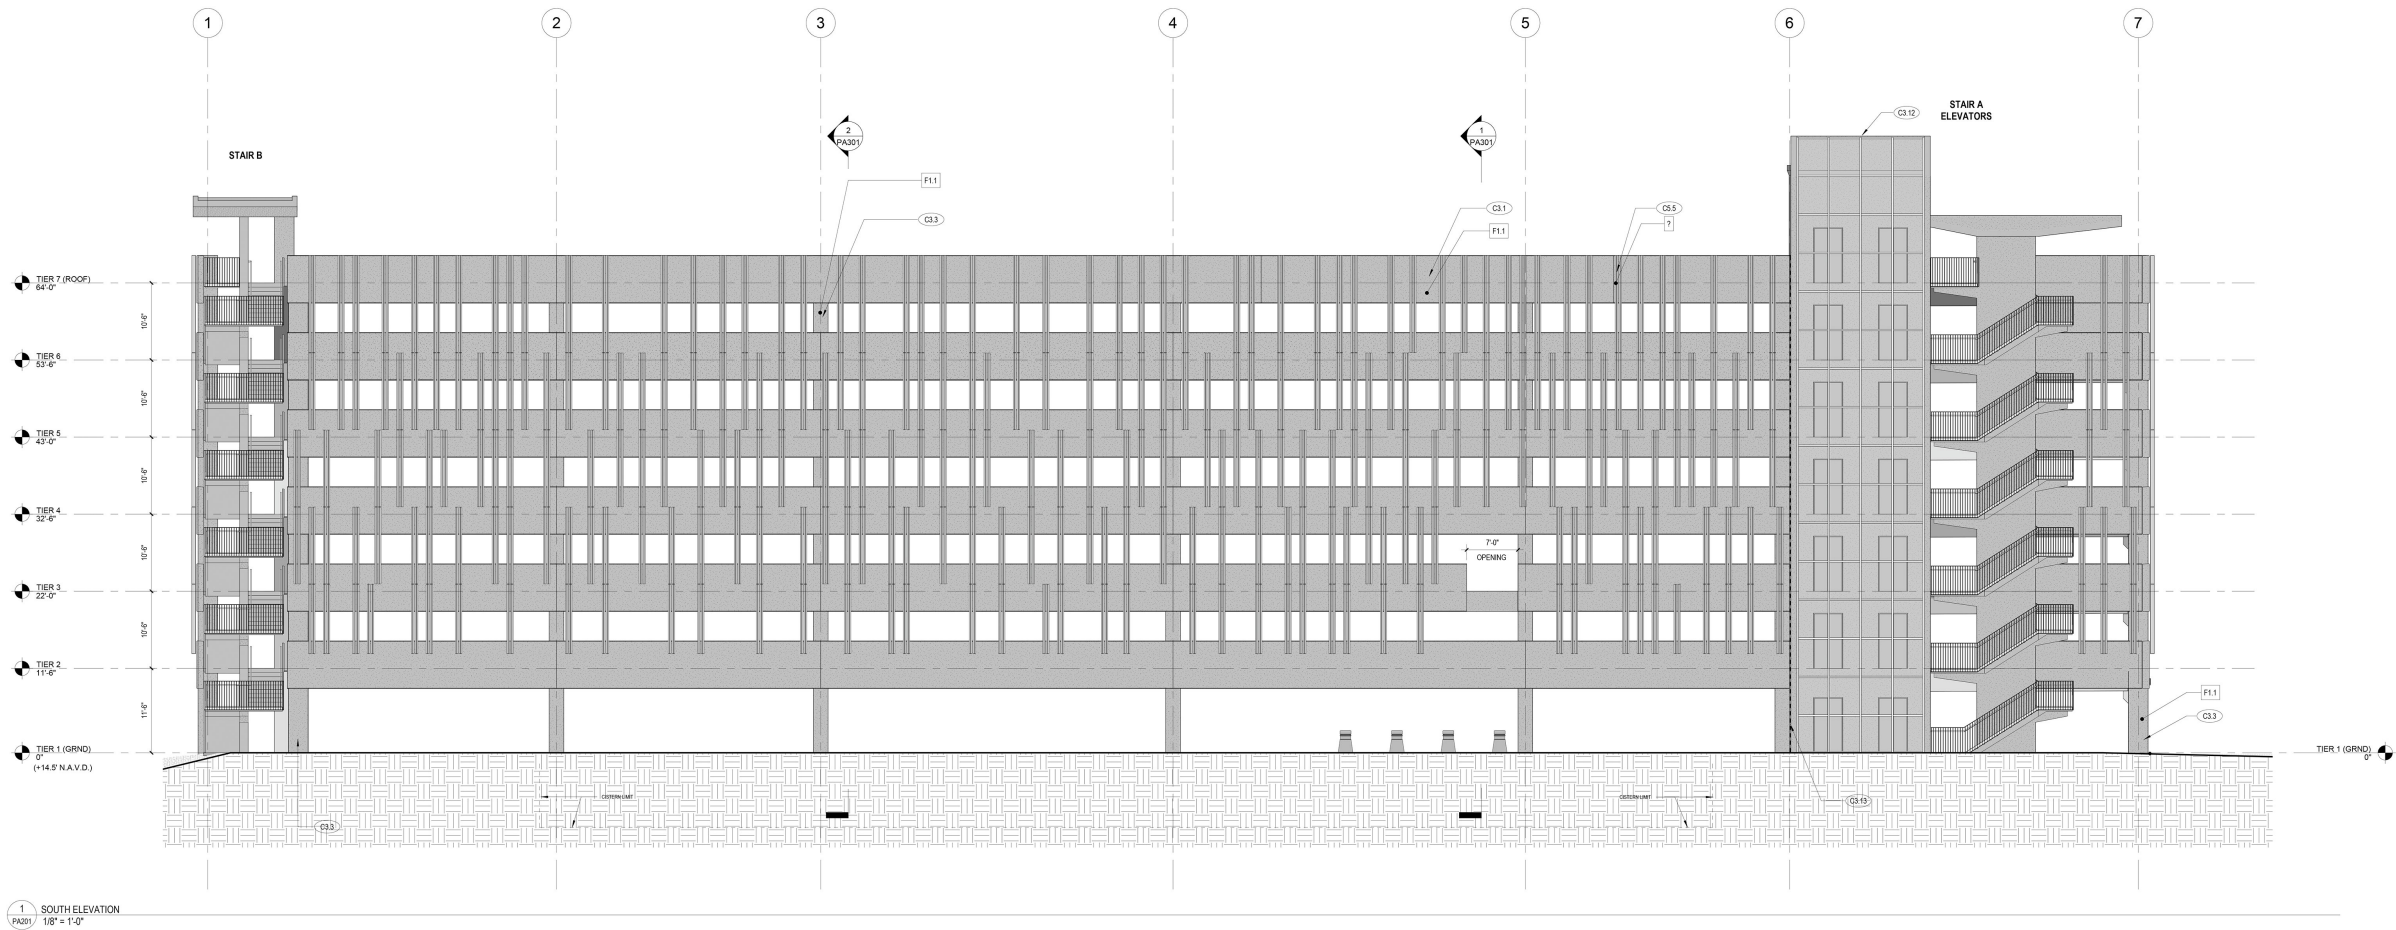 1
2
3
4
5
6
7
C3.12
STAIR A
ELEVATORS
2
PA301
1
PA301
STAIR B
F1.1
C3.1
C5.5
C3.3
?
F1.1
TIER 7 (ROOF)
64'-0"
10'-6"
TIER 6
53'-6"
10'-6"
TIER 5
43'-0"
10'-6"
TIER 4
32'-6"
10'-6"
7'-0"
OPENING
TIER 3
22'-0"
10'-6"
TIER 2
11'-6"
11'-6"
F1.1
C3.3
TIER 1 (GRND)
0"
(+14.5' N.A.V.D.)
TIER 1 (GRND)
0"
CISTERN LIMIT
CISTERN LIMIT
C3.13
C3.3
1
PA201
SOUTH ELEVATION
1/8" = 1'-0"